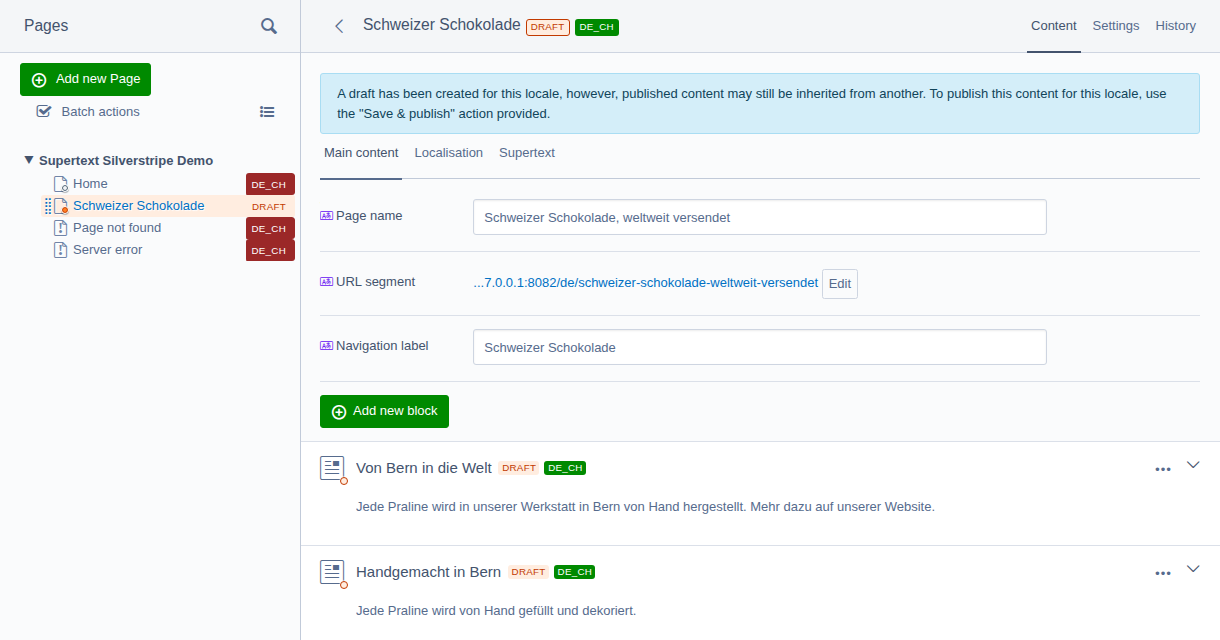 Pages
Add new Page
Batch actions
Supertext Silverstripe Demo
Home DE_CH
Schweizer Schokolade DRAFT
Page not found DE_CH
Server error DE_CH
Schweizer Schokolade DRAFT DE_CH
Content Settings History
A draft has been created for this locale, however, published content may still be inherited from another. To publish this content for this locale, use
the "Save & publish" action provided.
Main content Localisation Supertext
Page name Schweizer Schokolade, weltweit versendet
URL segment ...7.0.0.1:8082/de/schweizer-schokolade-weltweit-versendet Edit
Navigation label Schweizer Schokolade
Add new block
Von Bern in die Welt DRAFT DE_CH
Jede Praline wird in unserer Werkstatt in Bern von Hand hergestellt. Mehr dazu auf unserer Website.
Handgemacht in Bern DRAFT DE_CH
Jede Praline wird von Hand gefüllt und dekoriert.